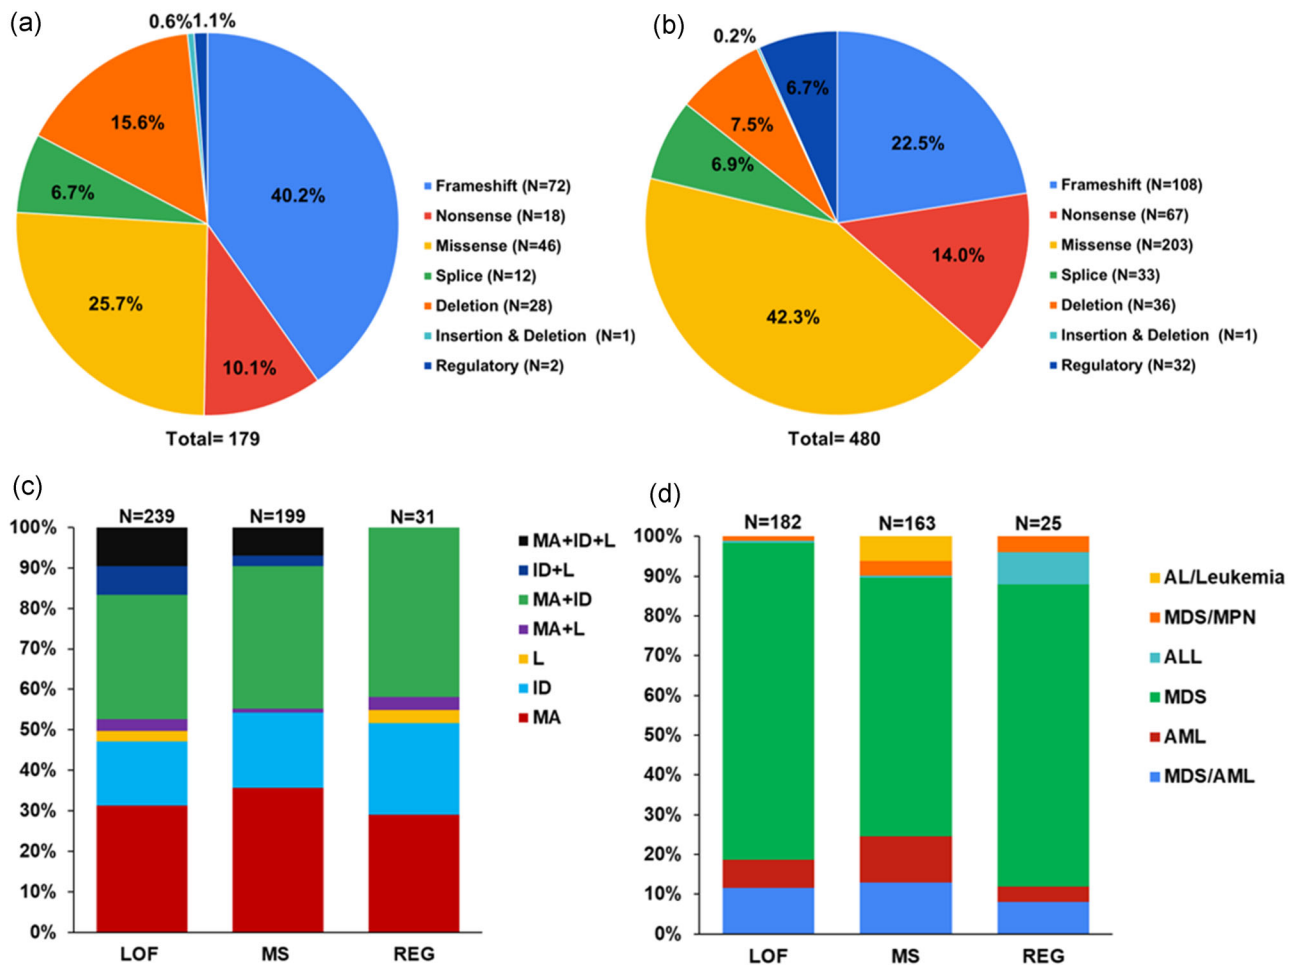 (a)
0.6%
1.1%
15.6%
40.2%
6.7%
25.7%
10.1%
Frameshift (N=72)
Nonsense (N=18)
Missense (N=46)
Splice (N=12)
Deletion (N=28)
Insertion & Deletion (N=1)
Regulatory (N=2)
Total= 179
(b)
0.2%
6.7%
7.5%
22.5%
6.9%
14.0%
42.3%
Frameshift (N=108)
Nonsense (N=67)
Missense (N=203)
Splice (N=33)
Deletion (N=36)
Insertion & Deletion (N=1)
Regulatory (N=32)
Total= 480
(c)
N=239 N=199 N=31
100%
90%
80%
70%
60%
50%
40%
30%
20%
10%
0%
LOF MS REG
MA+ID+L
ID+L
MA+ID
MA+L
L
ID
MA
(d)
N=182 N=163 N=25
100%
90%
80%
70%
60%
50%
40%
30%
20%
10%
0%
LOF MS REG
AL/Leukemia
MDS/MPN
ALL
MDS
AML
MDS/AML